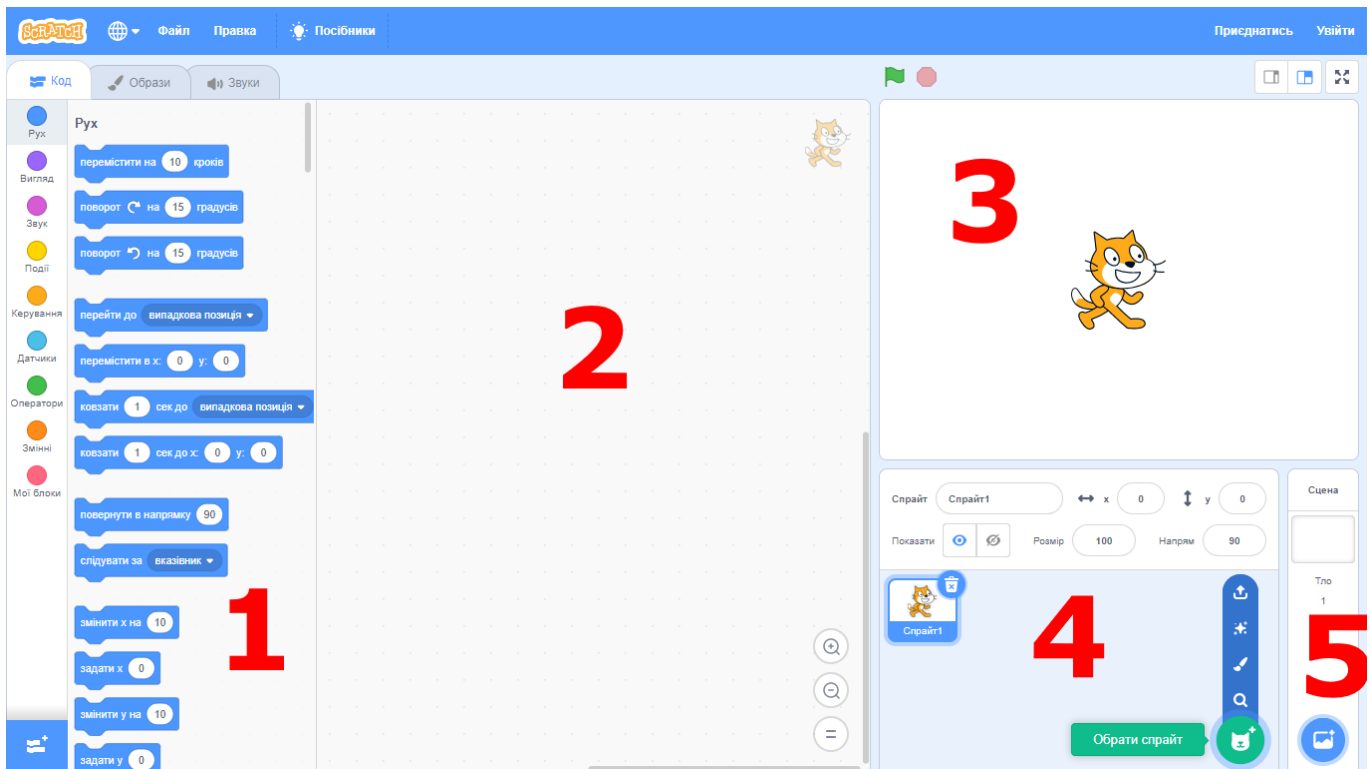 SCRATCH Файл Правка Посібники Приєднатись Увійти
Код Образи Звуки
Рух
Вигляд
Звук
Події
Керування
Датчики
Оператори
Змінні
Мої блоки
Рух
перемістити на 10 кроків
поворот на 15 градусів
поворот на 15 градусів
перейти до випадкова позиція
перемістити в x: 0 y: 0
ковзати 1 сек до випадкова позиція
ковзати 1 сек до x: 0 y: 0
повернути в напрямку 90
слідувати за вказівник
змінити x на 10
задати x 0
змінити y на 10
задати y 0
1
2
3
Спрайт Спрайт1 x 0 y 0
Показати Розмір 100 Напрям 90
Спрайт1
4
Обрати спрайт
Сцена
Тло
1
5